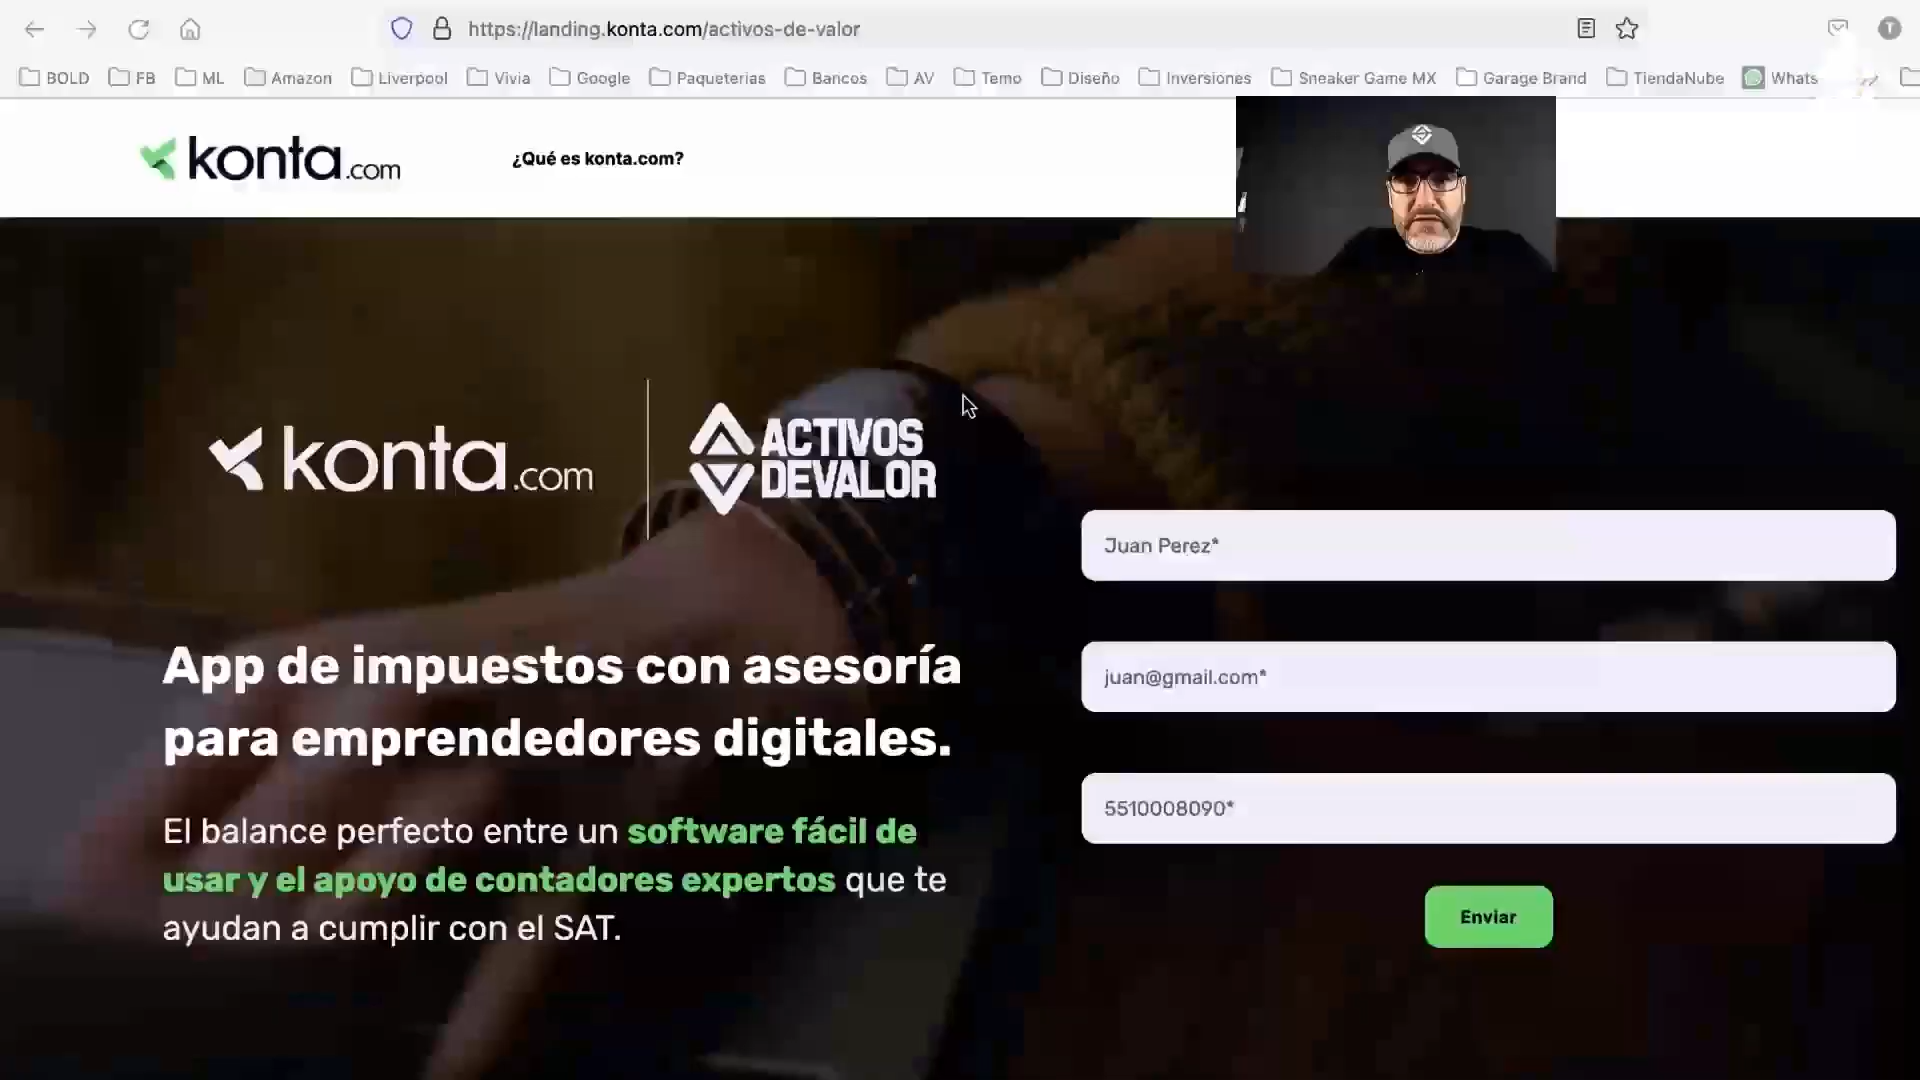 https://landing.konta.com/activos-de-valor
T
BOLD
FB
ML
Amazon
Liverpool
Vivia
Google
Paqueterias
Bancos
AV
Temo
Diseño
Inversiones
Sneaker Game MX
Garage Brand
TiendaNube
Whats
konta.com
¿Qué es konta.com?
konta.com
ACTIVOS
DEVALOR
Juan Perez*
juan@gmail.com*
5510008090*
Enviar
App de impuestos con asesoría
para emprendedores digitales.
El balance perfecto entre un software fácil de
usar y el apoyo de contadores expertos que te
ayudan a cumplir con el SAT.